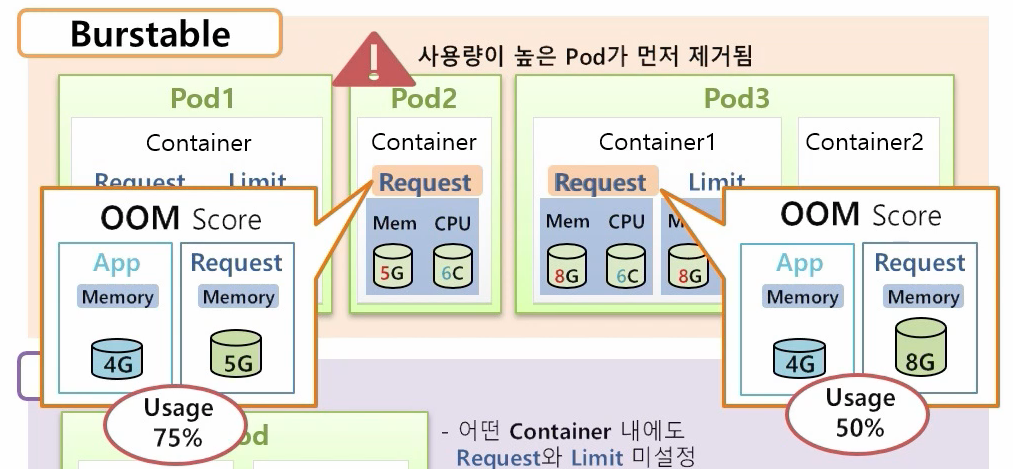 Burstable
사용량이 높은 Pod가 먼저 제거됨
Pod1
Container
Request Limit
Pod2
Container
Request
Mem CPU
5G 6C
Pod3
Container1
Request Limit
Mem CPU
8G 6C 8G
Container2
OOM Score
App
Memory
4G
Request
Memory
5G
Usage
75%
OOM Score
App
Memory
4G
Request
Memory
8G
Usage
50%
- 어떤 Container 내에도
Request와 Limit 미설정